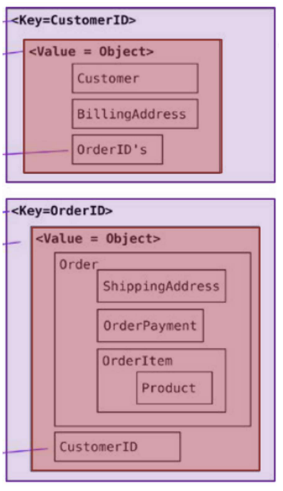 <Key=CustomerID>
<Value = Object>
Customer
BillingAddress
OrderID's
<Key=OrderID>
<Value = Object>
Order
ShippingAddress
OrderPayment
OrderItem
Product
CustomerID